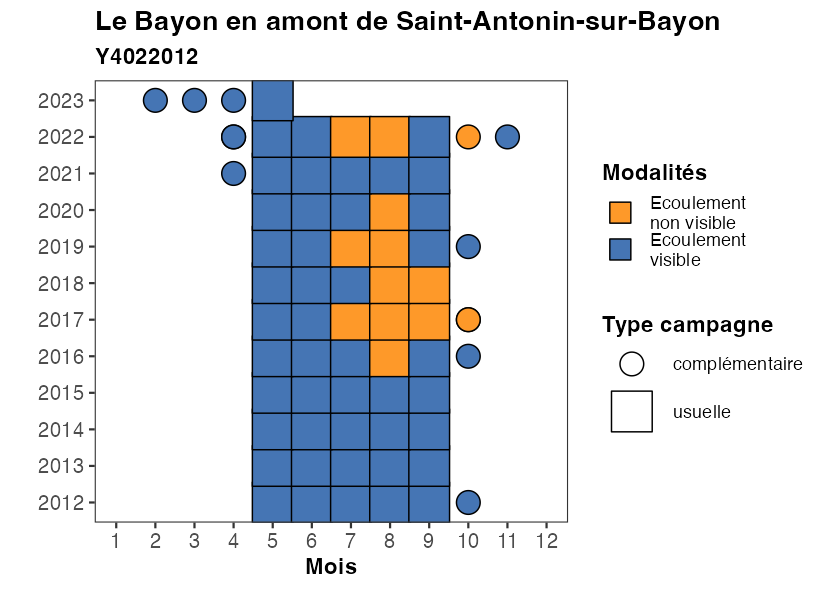 Le Bayon en amont de Saint-Antonin-sur-Bayon
Y4022012
2023
2022
2021
2020
2019
2018
2017
2016
2015
2014
2013
2012
1 2 3 4 5 6 7 8 9 10 11 12
Mois
Modalités
Ecoulement
non visible
Ecoulement
visible
Type campagne
complémentaire
usuelle